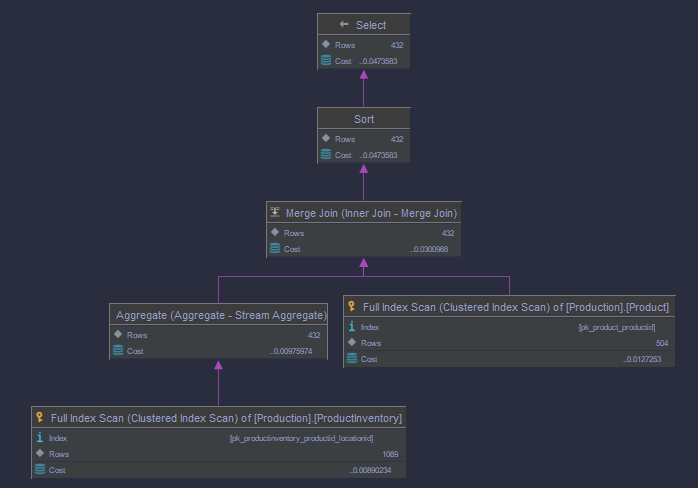 Select
Rows 432
Cost ..0.0473583
Sort
Rows 432
Cost ..0.0473583
Merge Join (Inner Join - Merge Join)
Rows 432
Cost ..0.0300968
Aggregate (Aggregate - Stream Aggregate)
Rows 432
Cost ..0.00975974
Full Index Scan (Clustered Index Scan) of [Production].[Product]
Index [pk_product_productid]
Rows 504
Cost ..0.0127253
Full Index Scan (Clustered Index Scan) of [Production].[ProductInventory]
Index [pk_productinventory_productid_locationid]
Rows 1069
Cost ..0.00890234